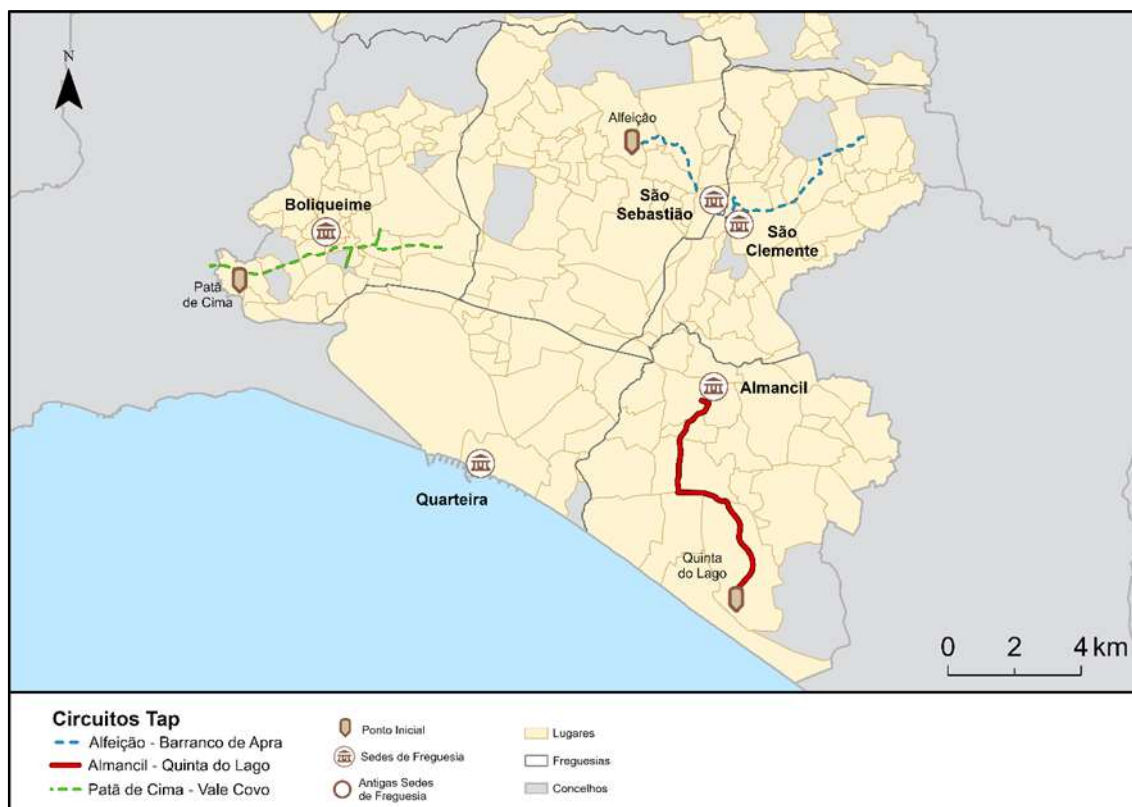 N
Alfeição
Boliqueime
São
Sebastião
São
Clemente
Patã
de Cima
Almancil
Quarteira
Quinta
do Lago
0 2 4 km
Circuitos Tap
Alfeição - Barranco de Apra
Almancil - Quinta do Lago
Patã de Cima - Vale Covo
Ponto Inicial
Sedes de Freguesia
Antigas Sedes
de Freguesia
Lugares
Freguesias
Concelhos